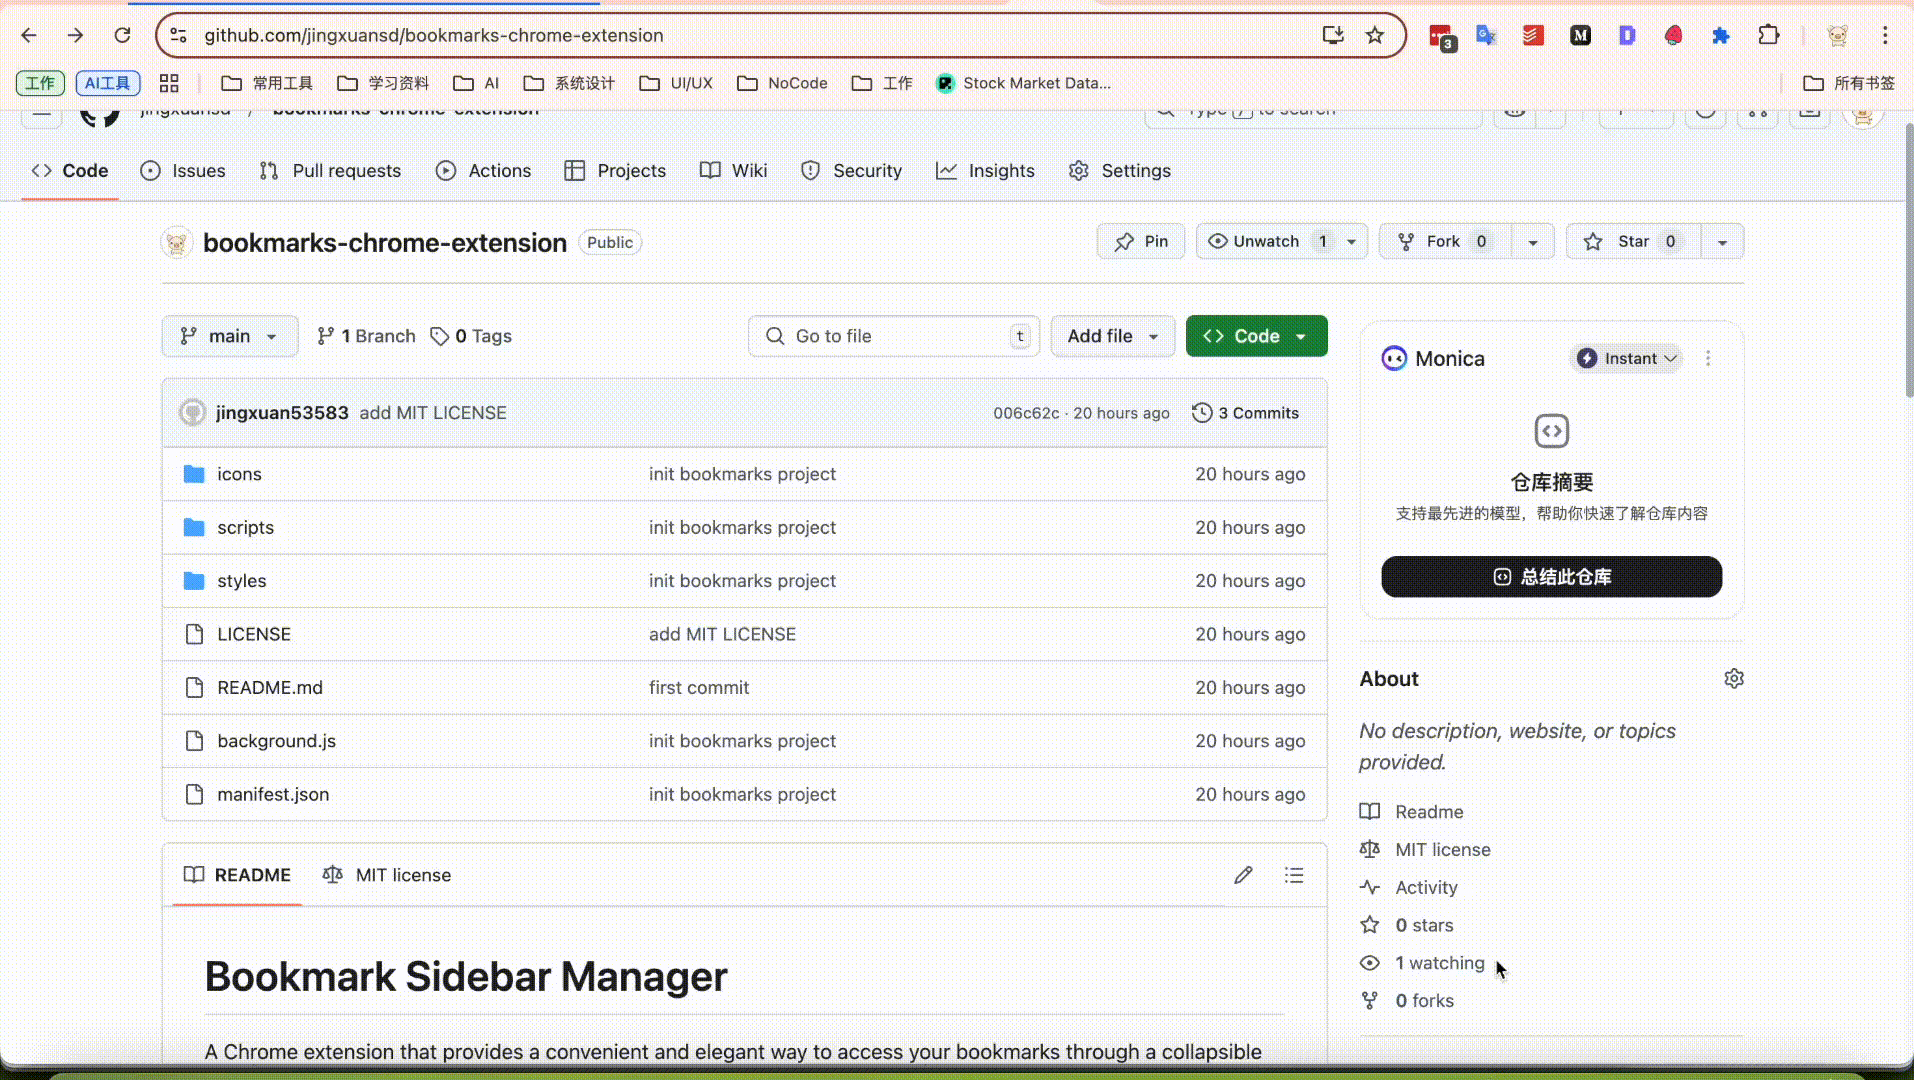 github.com/jingxuansd/bookmarks-chrome-extension
3
工作 AI工具 常用工具 学习资料 AI 系统设计 UI/UX NoCode 工作 Stock Market Data... 所有书签
jingxuansd / bookmarks-chrome-extension Type / to search
Code Issues Pull requests Actions Projects Wiki Security Insights Settings
bookmarks-chrome-extension Public Pin Unwatch 1 Fork 0 Star 0
main 1 Branch 0 Tags Go to file t Add file Code
Monica Instant
jingxuan53583 add MIT LICENSE 006c62c · 20 hours ago 3 Commits
icons init bookmarks project 20 hours ago
scripts init bookmarks project 20 hours ago
styles init bookmarks project 20 hours ago
LICENSE add MIT LICENSE 20 hours ago
README.md first commit 20 hours ago
background.js init bookmarks project 20 hours ago
manifest.json init bookmarks project 20 hours ago
仓库摘要
支持最先进的模型，帮助你快速了解仓库内容
总结此仓库
About
No description, website, or topics
provided.
Readme
MIT license
Activity
0 stars
1 watching
0 forks
README MIT license
Bookmark Sidebar Manager
A Chrome extension that provides a convenient and elegant way to access your bookmarks through a collapsible